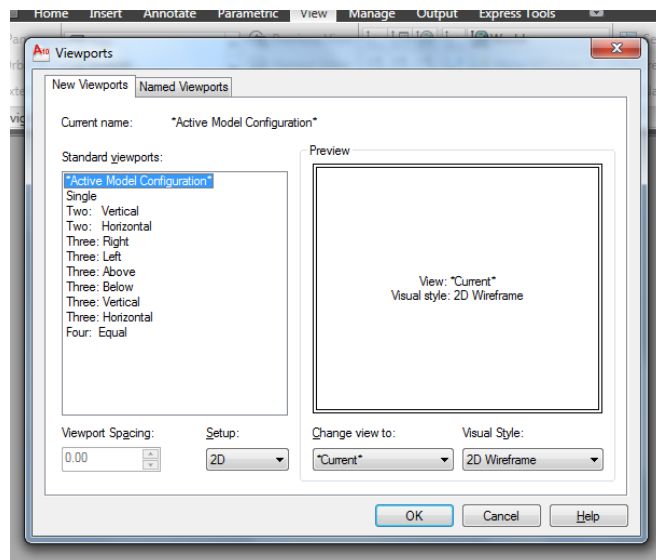 Home Insert Annotate Parametric View Manage Output Express Tools
Viewports
New Viewports Named Viewports
Current name: *Active Model Configuration*
Standard viewports:
*Active Model Configuration*
Single
Two: Vertical
Two: Horizontal
Three: Right
Three: Left
Three: Above
Three: Below
Three: Vertical
Three: Horizontal
Four: Equal
Preview
View: *Current*
Visual style: 2D Wireframe
Viewport Spacing:
0.00
Setup:
2D
Change view to:
*Current*
Visual Style:
2D Wireframe
OK Cancel Help